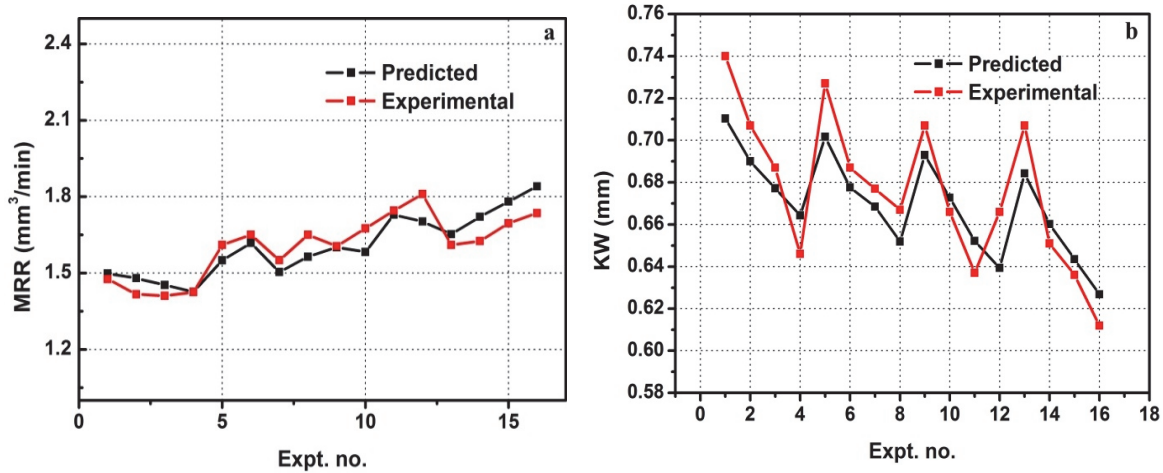 a
2.4
2.1
1.8
1.5
1.2
MRR (mm³/min)
Predicted
Experimental
0 5 10 15
Expt. no.
b
0.76
0.74
0.72
0.70
0.68
0.66
0.64
0.62
0.60
0.58
KW (mm)
Predicted
Experimental
0 2 4 6 8 10 12 14 16 18
Expt. no.